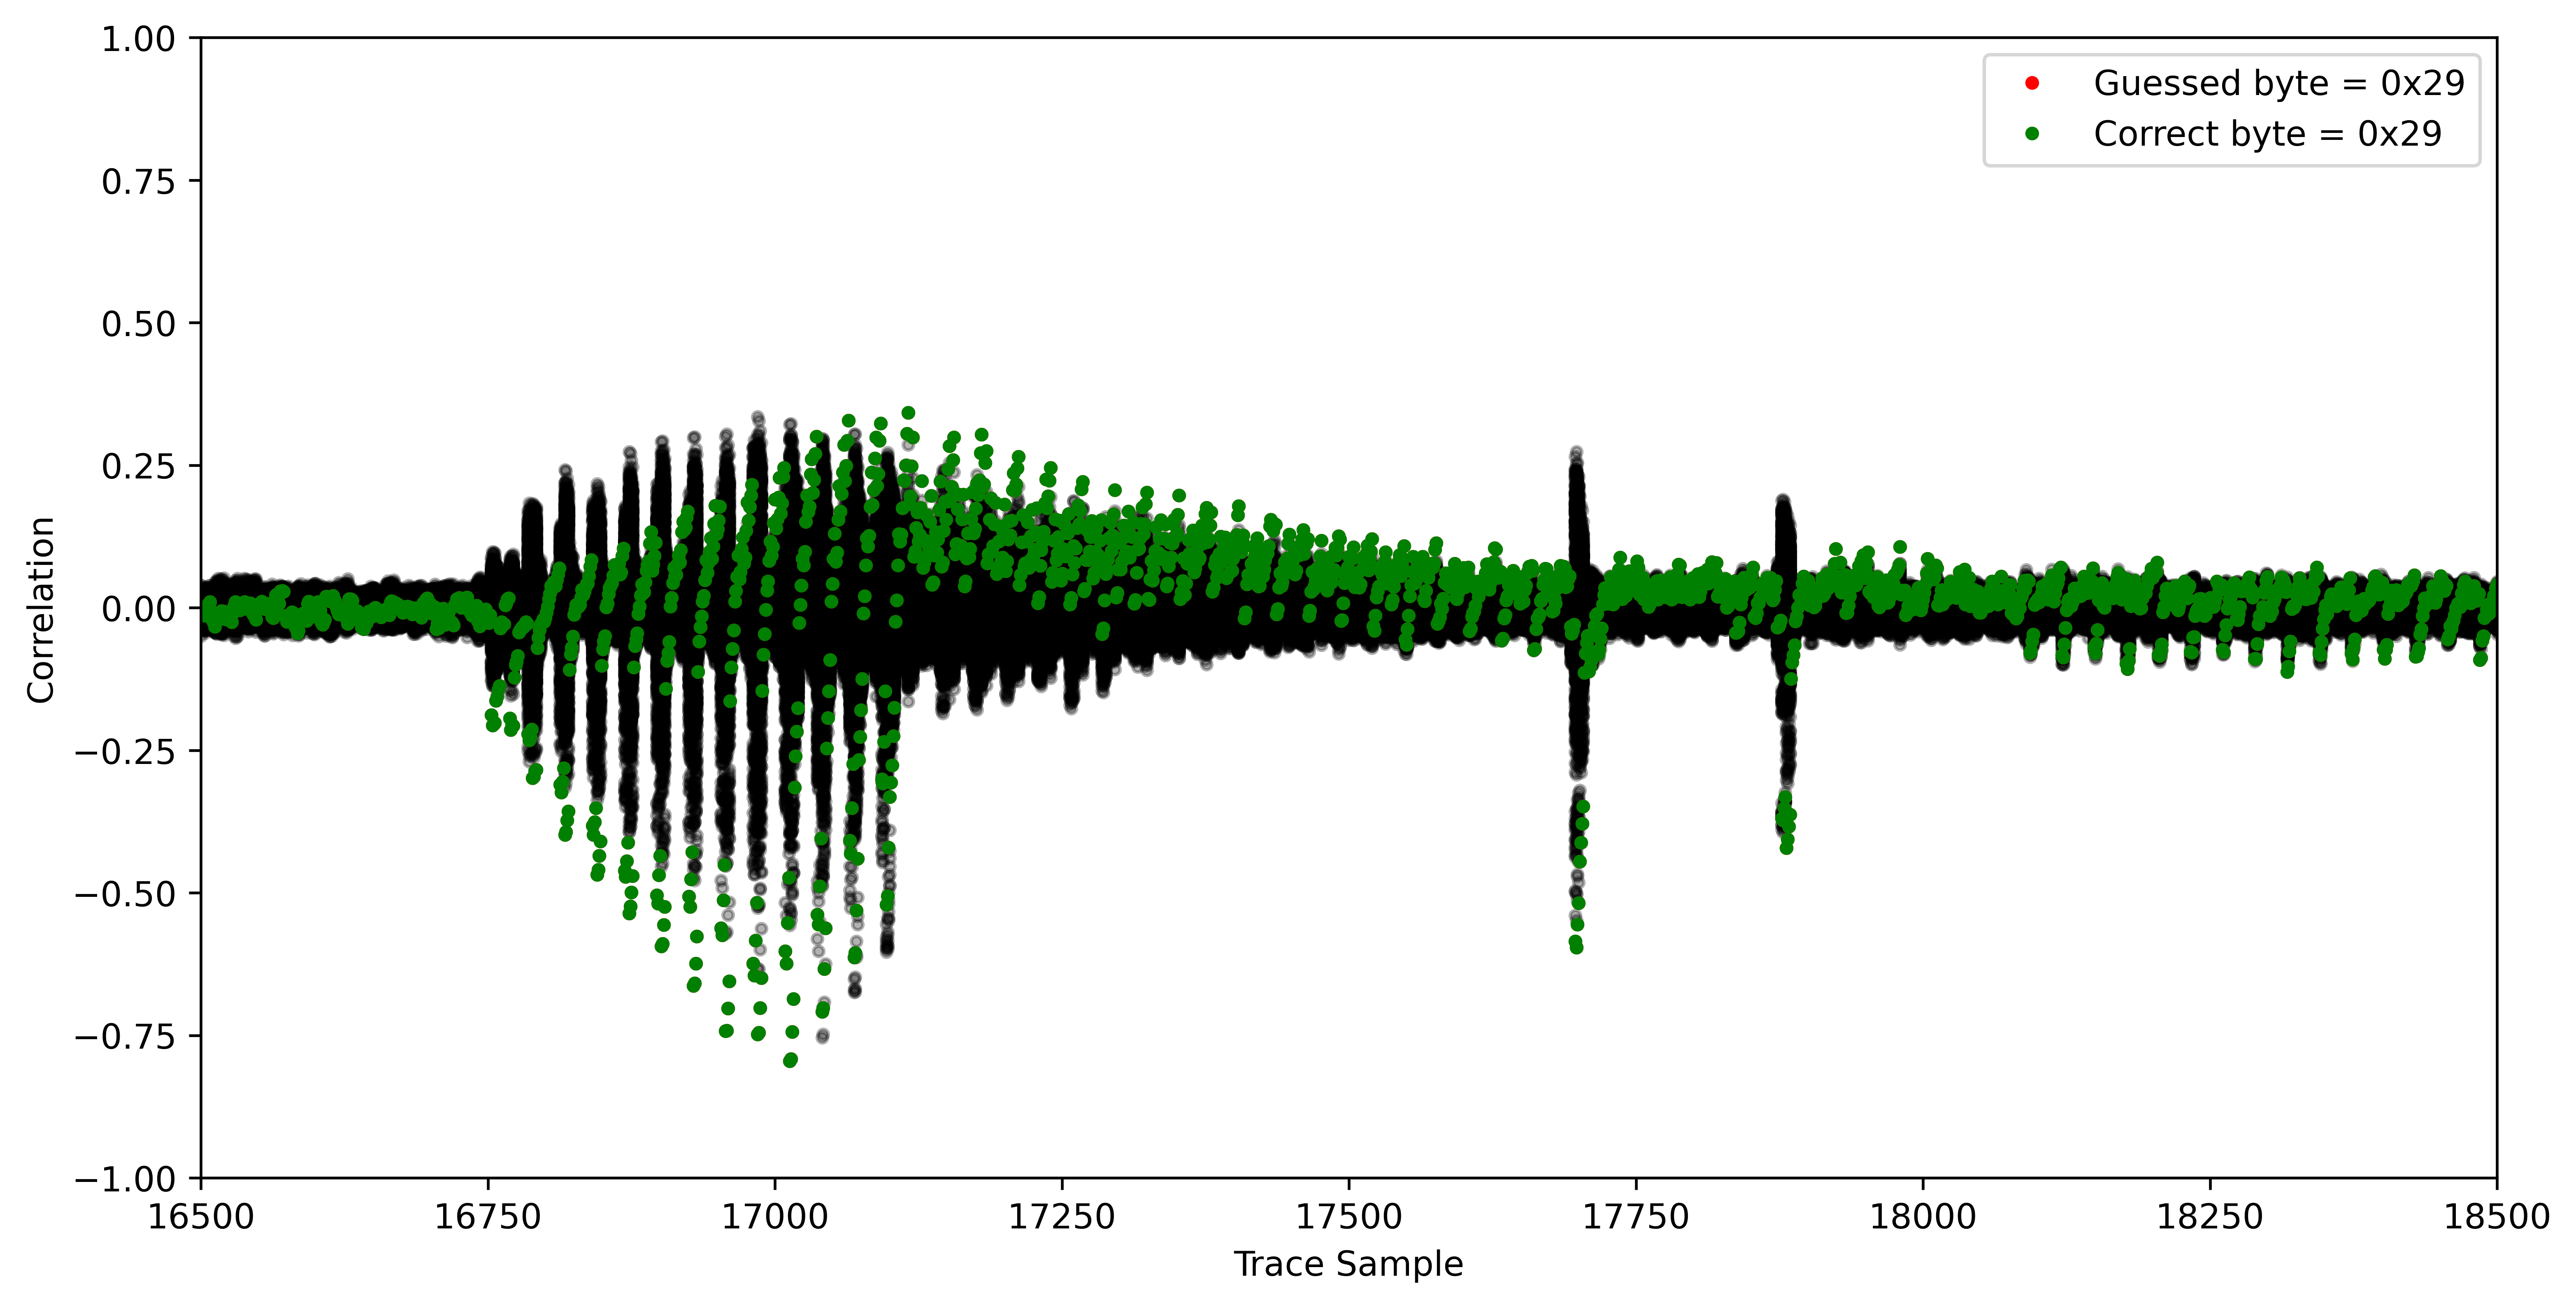 1.00
0.75
0.50
0.25
0.00
−0.25
−0.50
−0.75
−1.00
Correlation
Guessed byte = 0x29
Correct byte = 0x29
16500 16750 17000 17250 17500 17750 18000 18250 18500
Trace Sample